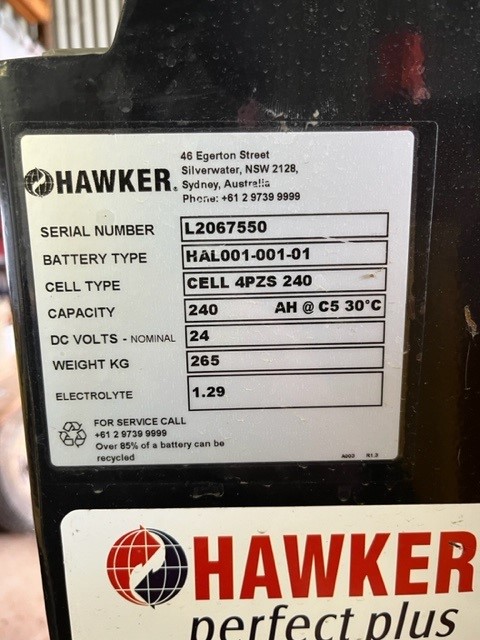 46 Egerton Street
Silverwater, NSW 2128,
HAWKER.
Sydney, Australia
Phone: +61 2 9739 9999
SERIAL NUMBER L2067550
BATTERY TYPE HAL001-001-01
CELL TYPE CELL 4PZS 240
CAPACITY 240 AH @ C5 30°C
DC VOLTS - NOMINAL 24
WEIGHT KG 265
ELECTROLYTE 1.29
FOR SERVICE CALL
+61 2 9739 9999
Over 85% of a battery can be
recycled
HAWKER
perfect plus